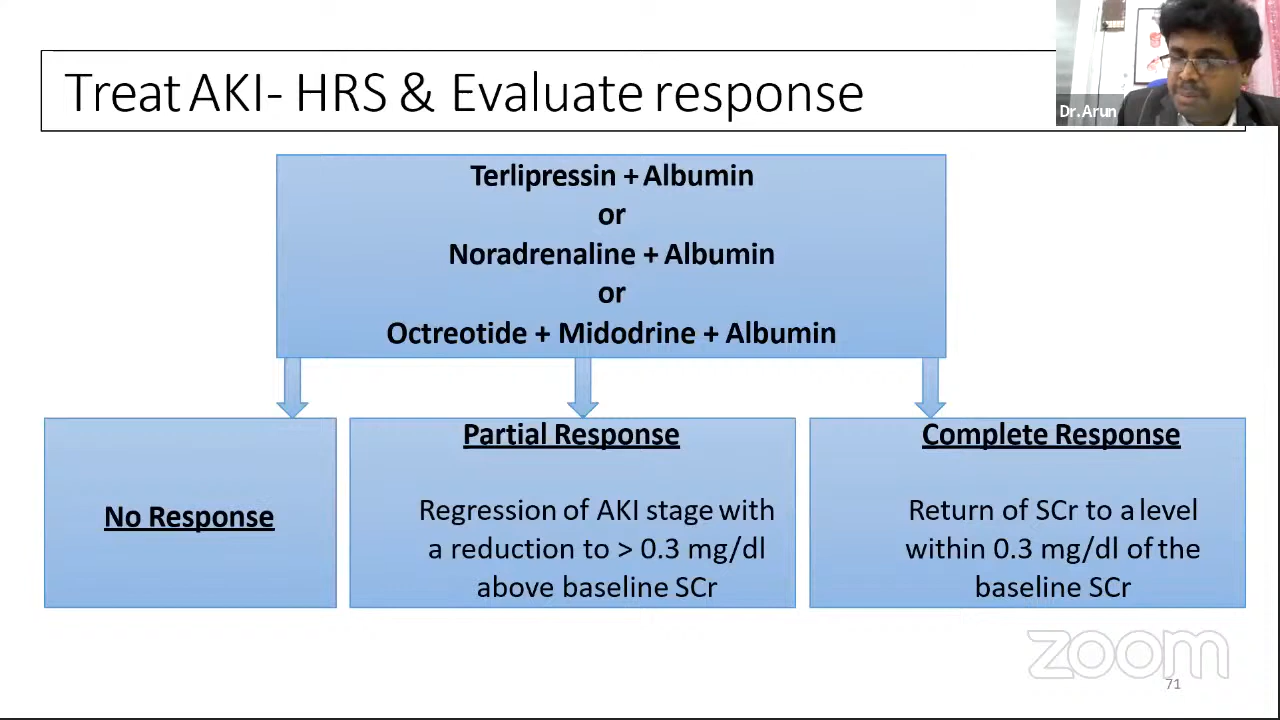 Treat AKI- HRS & Evaluate response
Dr.Arun
Terlipressin + Albumin
or
Noradrenaline + Albumin
or
Octreotide + Midodrine + Albumin
No Response
Partial Response
Regression of AKI stage with
a reduction to > 0.3 mg/dl
above baseline SCr
Complete Response
Return of SCr to a level
within 0.3 mg/dl of the
baseline SCr
zoom
71